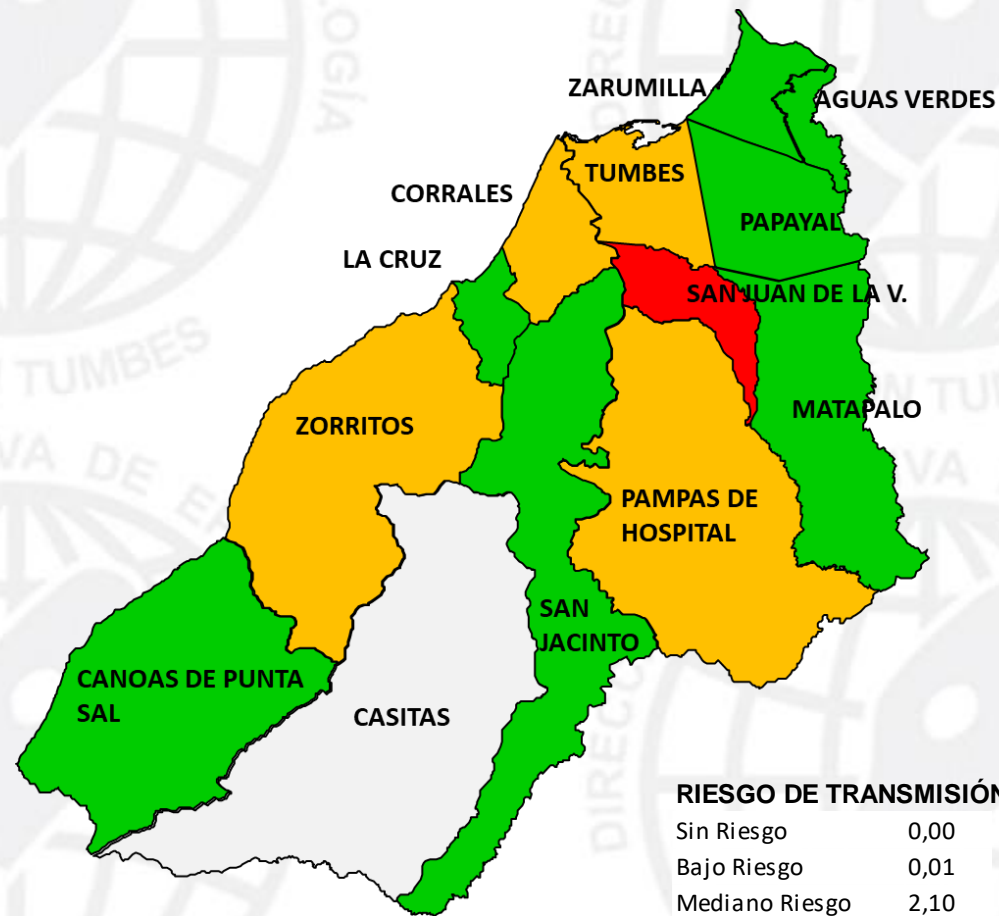 ZARUMILLA
AGUAS VERDES
TUMBES
CORRALES
PAPAYAL
LA CRUZ
SAN JUAN DE LA V.
MATAPALO
ZORRITOS
PAMPAS DE
HOSPITAL
SAN
JACINTO
CANOAS DE PUNTA
SAL
CASITAS
RIESGO DE TRANSMISIÓN
Sin Riesgo 0,00
Bajo Riesgo 0,01
Mediano Riesgo 2,10
TUMBES